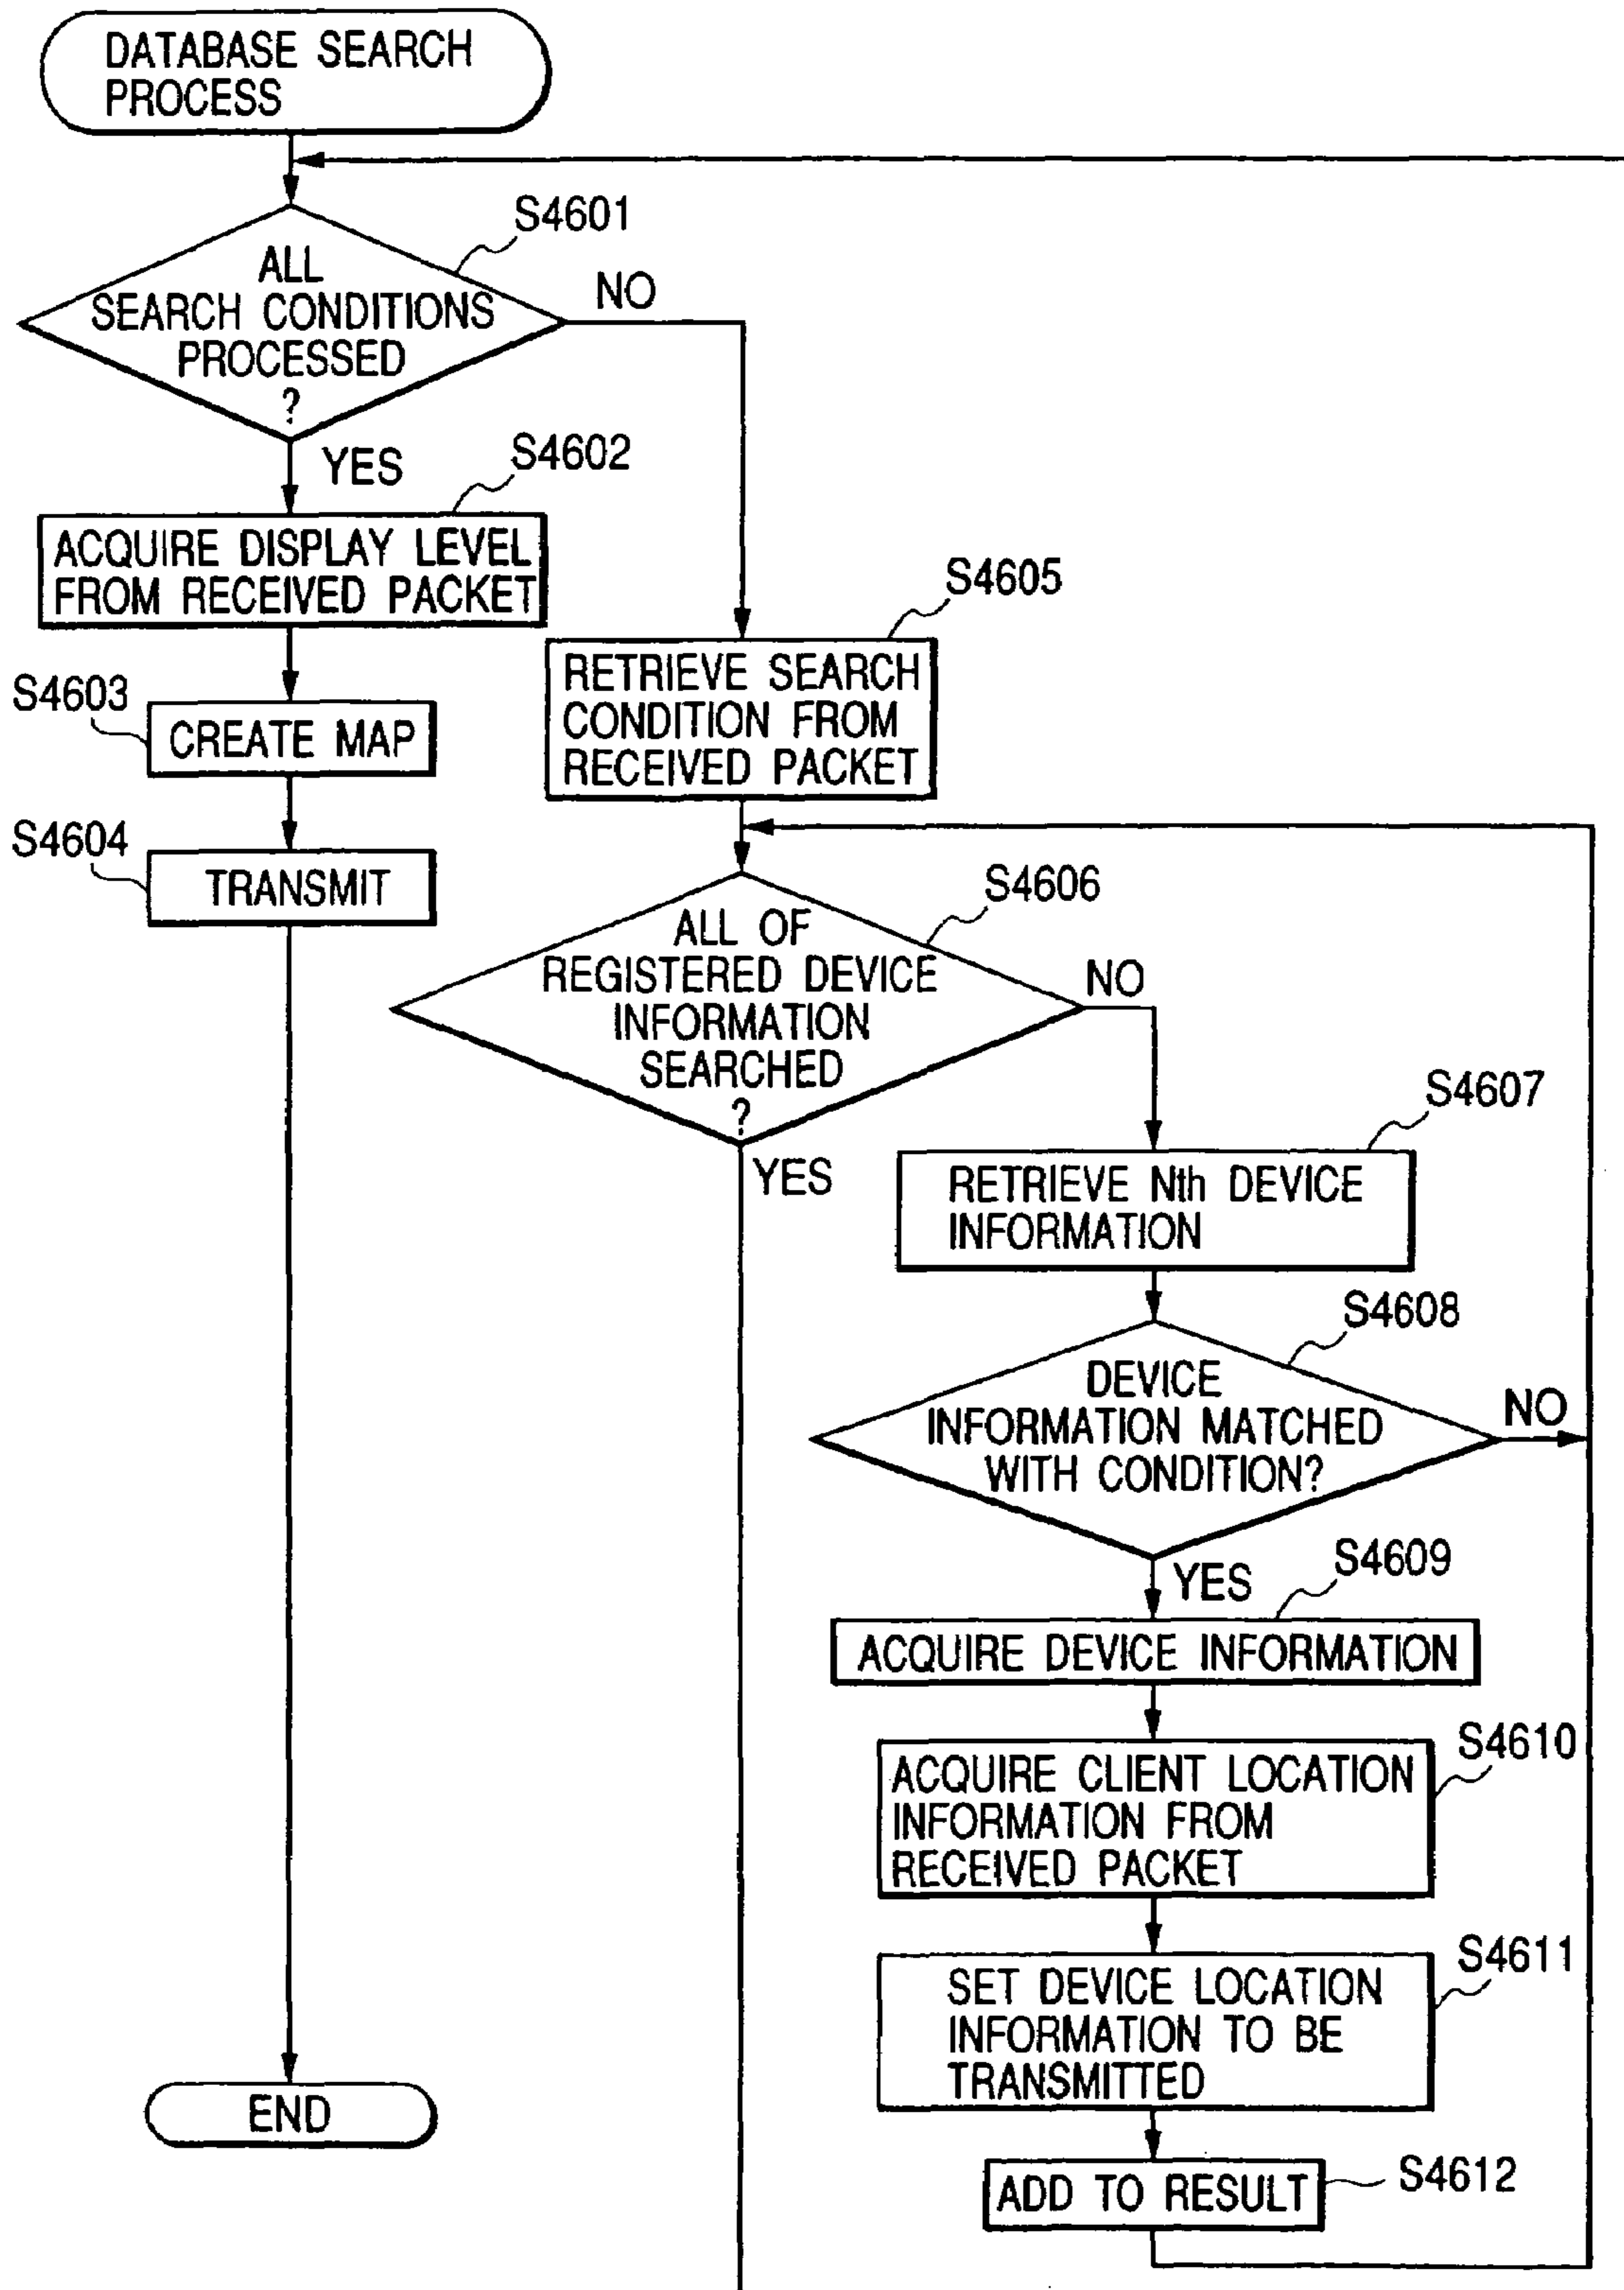 DATABASE SEARCH
PROCESS
S4601
ALL
SEARCH CONDITIONS
PROCESSED
?
NO
YES
S4602
ACQUIRE DISPLAY LEVEL
FROM RECEIVED PACKET
S4603
CREATE MAP
S4604
TRANSMIT
END
S4605
RETRIEVE SEARCH
CONDITION FROM
RECEIVED PACKET
S4606
ALL OF
REGISTERED DEVICE
INFORMATION
SEARCHED
?
NO
YES
S4607
RETRIEVE Nth DEVICE
INFORMATION
S4608
DEVICE
INFORMATION MATCHED
WITH CONDITION?
NO
YES
S4609
ACQUIRE DEVICE INFORMATION
S4610
ACQUIRE CLIENT LOCATION
INFORMATION FROM
RECEIVED PACKET
S4611
SET DEVICE LOCATION
INFORMATION TO BE
TRANSMITTED
S4612
ADD TO RESULT